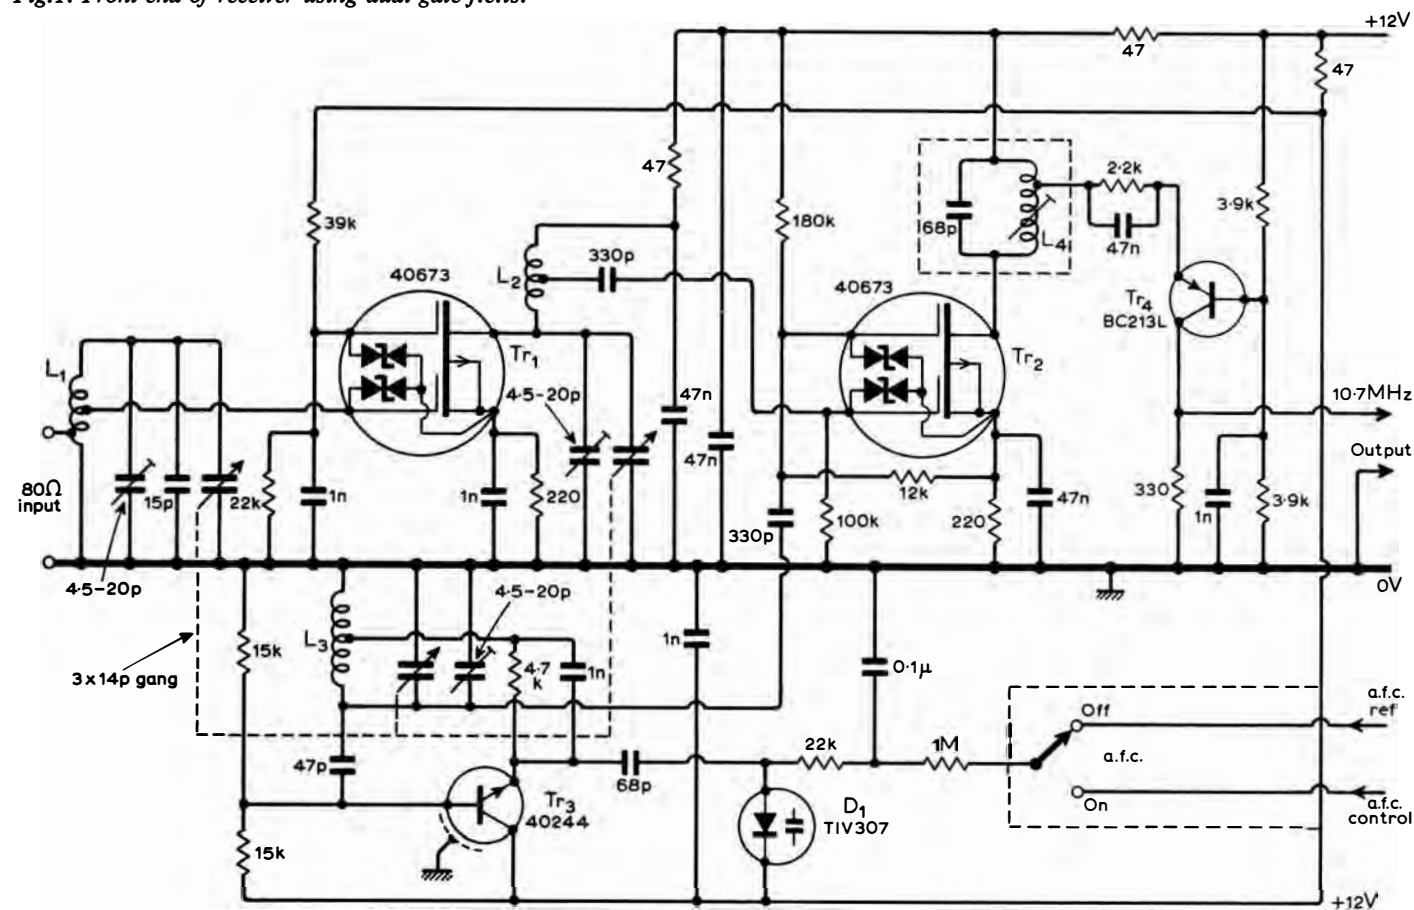 Fig.1. Front end of receiver using dual gate f.e.ts.
+12V
47
47
47
39k
180k
2·2k
3·9k
68p
L4
47n
330p
L2
40673
40673
Tr4
BC213L
Tr1
Tr2
L1
4·5-20p
47n
47n
10·7MHz
Output
80Ω
input
15p
22k
1n
1n
220
12k
330p
100k
220
47n
330
1n
3·9k
4·5-20p
4·5-20p
0V
L3
15k
1n
4·7
k
1n
0·1μ
3 x 14p gang
a.f.c.
ref
Off
a.f.c.
47p
68p
22k
1M
On
a.f.c.
control
Tr3
40244
D1
TIV307
15k
+12V